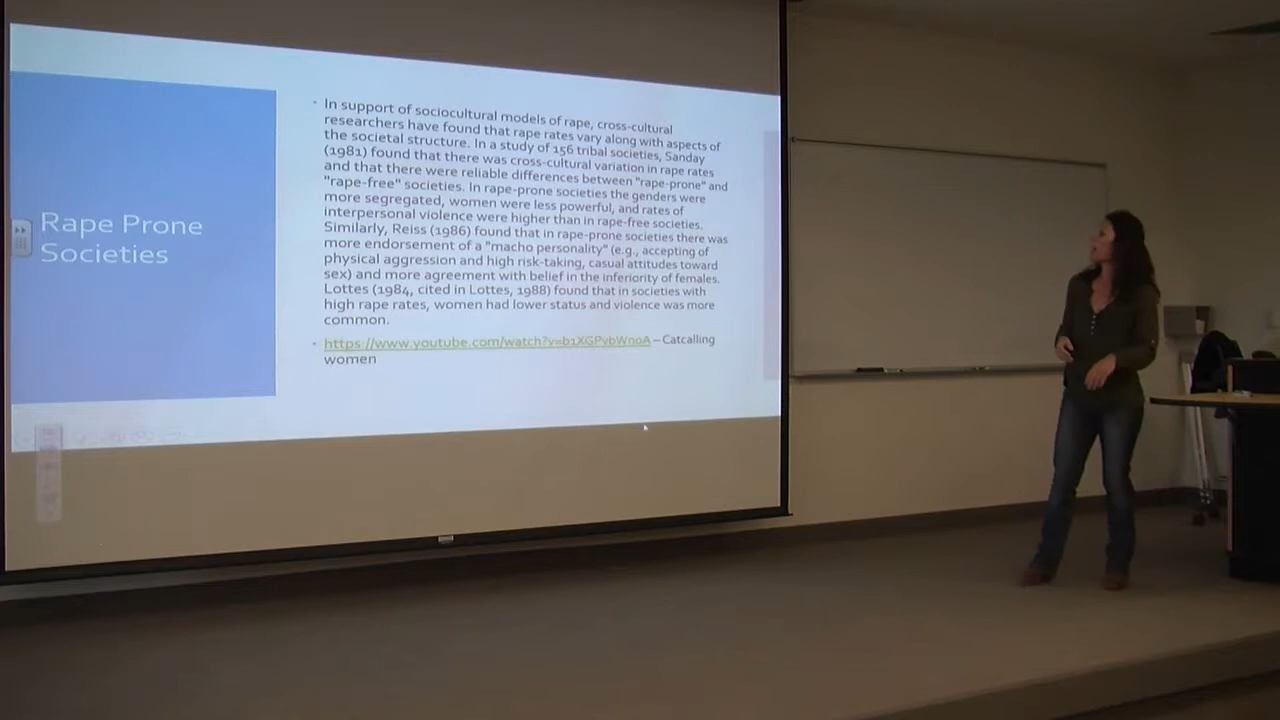 Rape Prone
Societies
In support of sociocultural models of rape, cross-cultural
researchers have found that rape rates vary along with aspects of
the societal structure. In a study of 156 tribal societies, Sanday
(1981) found that there was cross-cultural variation in rape rates
and that there were reliable differences between "rape-prone" and
"rape-free" societies. In rape-prone societies the genders were
more segregated, women were less powerful, and rates of
interpersonal violence were higher than in rape-free societies.
Similarly, Reiss (1986) found that in rape-prone societies there was
more endorsement of a "macho personality" (e.g., accepting of
physical aggression and high risk-taking, casual attitudes toward
sex) and more agreement with belief in the inferiority of females.
Lottes (1984, cited in Lottes, 1988) found that in societies with
high rape rates, women had lower status and violence was more
common.
https://www.youtube.com/watch?v=b1XGPvbWn0A – Catcalling
women